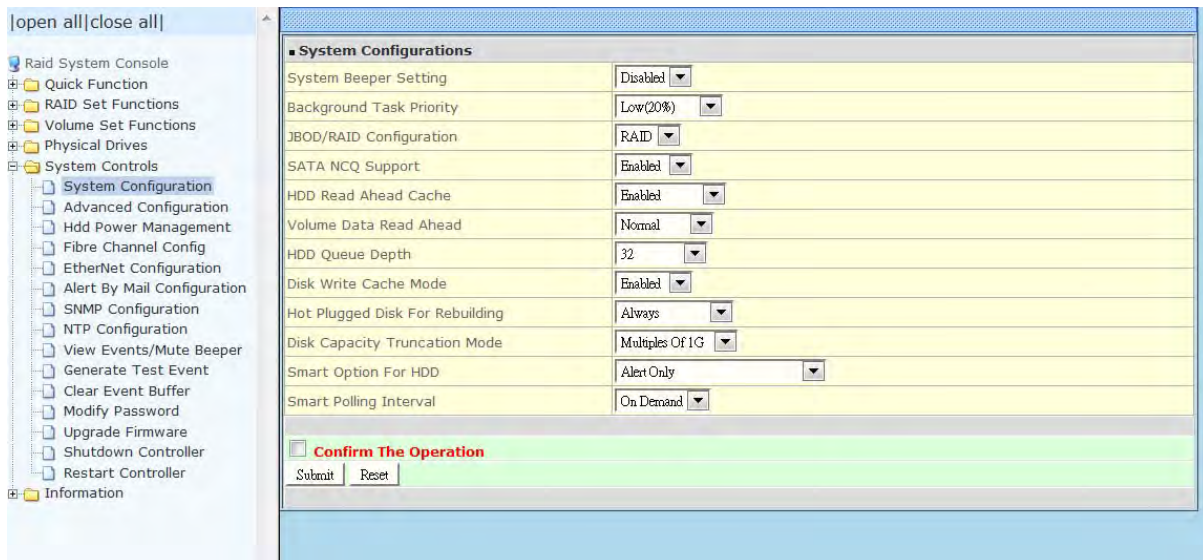 |open all|close all|
Raid System Console
Quick Function
RAID Set Functions
Volume Set Functions
Physical Drives
System Controls
System Configuration
Advanced Configuration
Hdd Power Management
Fibre Channel Config
EtherNet Configuration
Alert By Mail Configuration
SNMP Configuration
NTP Configuration
View Events/Mute Beeper
Generate Test Event
Clear Event Buffer
Modify Password
Upgrade Firmware
Shutdown Controller
Restart Controller
Information
System Configurations
System Beeper Setting Disabled
Background Task Priority Low(20%)
JBOD/RAID Configuration RAID
SATA NCQ Support Enabled
HDD Read Ahead Cache Enabled
Volume Data Read Ahead Normal
HDD Queue Depth 32
Disk Write Cache Mode Enabled
Hot Plugged Disk For Rebuilding Always
Disk Capacity Truncation Mode Multiples Of 1G
Smart Option For HDD Alert Only
Smart Polling Interval On Demand
Confirm The Operation
Submit Reset